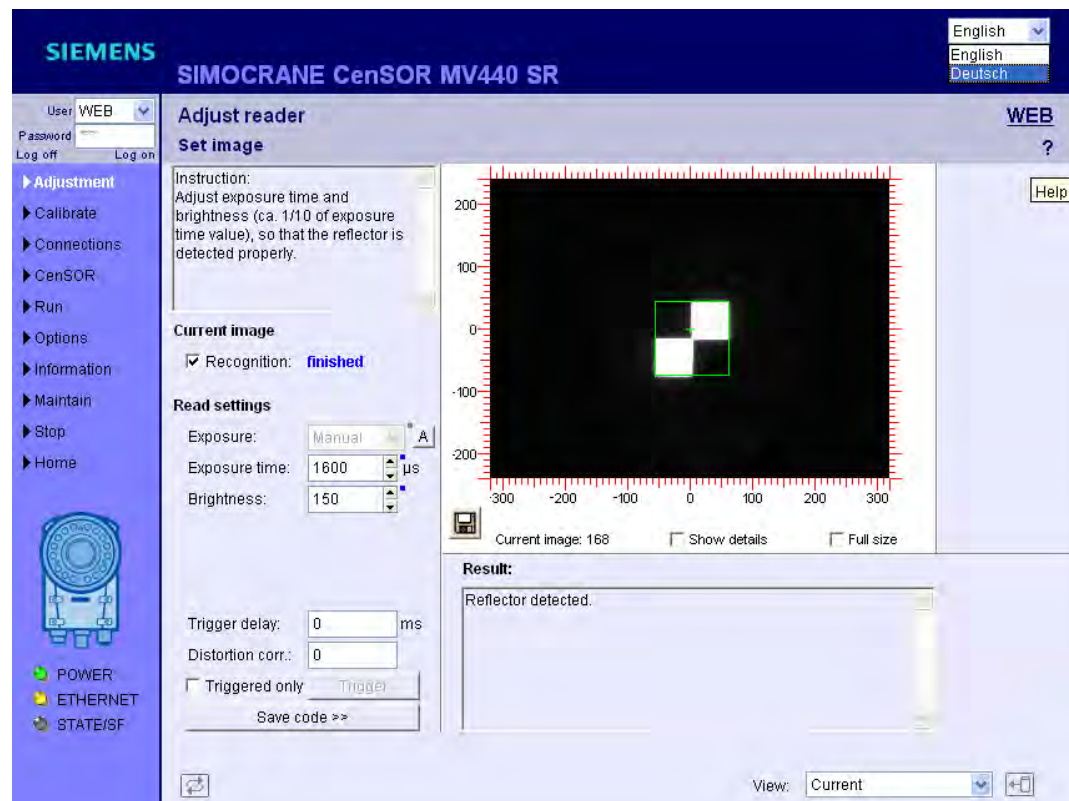 SIEMENS
SIMOCRANE CenSOR MV440 SR
English
English
Deutsch
User WEB
Password
Log off Log on
Adjust reader
WEB
Set image
?
Help
Adjustment
Calibrate
Connections
CenSOR
Run
Options
Information
Maintain
Stop
Home
POWER
ETHERNET
STATE/SF
Instruction:
Adjust exposure time and
brightness (ca. 1/10 of exposure
time value), so that the reflector is
detected properly.
Current image
Recognition: finished
Read settings
Exposure: Manual A
Exposure time: 1600 µs
Brightness: 150
Trigger delay: 0 ms
Distortion corr.: 0
Triggered only Trigger
Save code >>
200
100
0
-100
-200
-300 -200 -100 0 100 200 300
Current image: 168 Show details Full size
Result:
Reflector detected.
View: Current